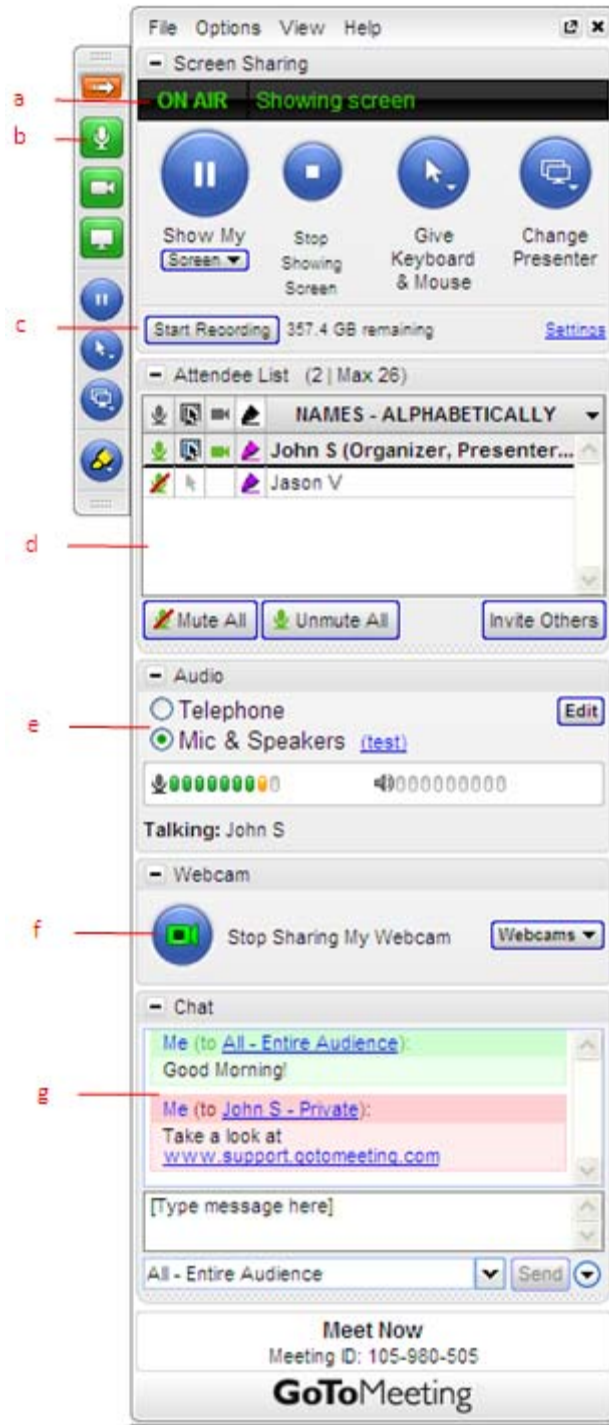 File Options View Help
Screen Sharing
a
ON AIR Showing screen
b
Show My
Screen
Stop
Showing
Screen
Give
Keyboard
& Mouse
Change
Presenter
c
Start Recording 357.4 GB remaining Settings
Attendee List (2 | Max 26)
NAMES - ALPHABETICALLY
John S (Organizer, Presenter...
Jason V
d
Mute All Unmute All Invite Others
Audio
e
Telephone Edit
Mic & Speakers (test)
Talking: John S
Webcam
f
Stop Sharing My Webcam Webcams
Chat
Me (to All - Entire Audience):
Good Morning!
g
Me (to John S - Private):
Take a look at
www.support.gotomeeting.com
[Type message here]
All - Entire Audience Send
Meet Now
Meeting ID: 105-980-505
GoToMeeting